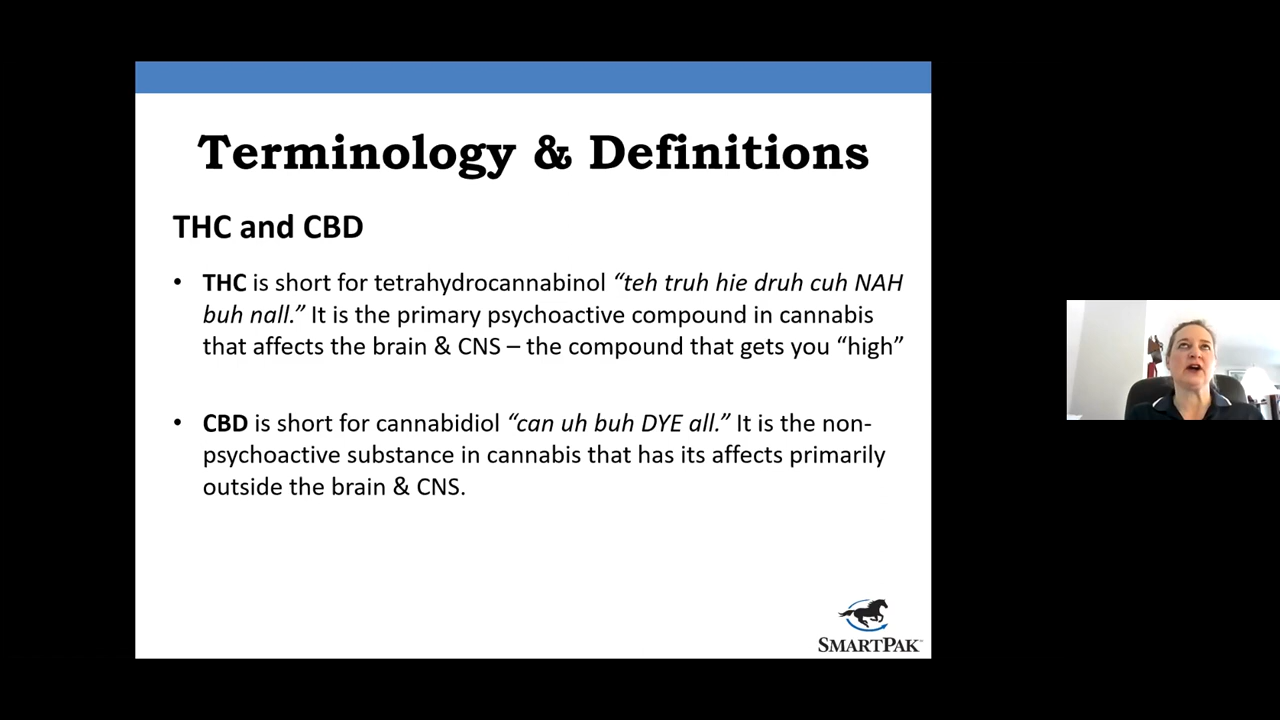 Terminology & Definitions
THC and CBD
• THC is short for tetrahydrocannabinol “teh truh hie druh cuh NAH
buh nall.” It is the primary psychoactive compound in cannabis
that affects the brain & CNS – the compound that gets you “high”
• CBD is short for cannabidiol “can uh buh DYE all.” It is the non-
psychoactive substance in cannabis that has its affects primarily
outside the brain & CNS.
SMARTPAK